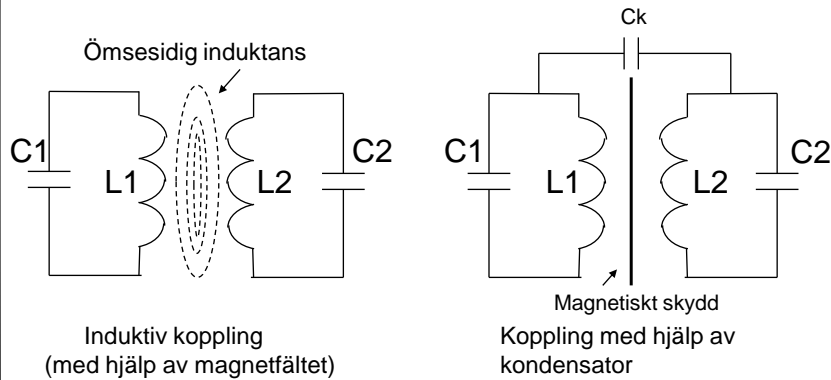 Ömsesidig induktans
C1
L1
L2
C2
Induktiv koppling
(med hjälp av magnetfältet)
Ck
C1
L1
L2
C2
Magnetiskt skydd
Koppling med hjälp av
kondensator